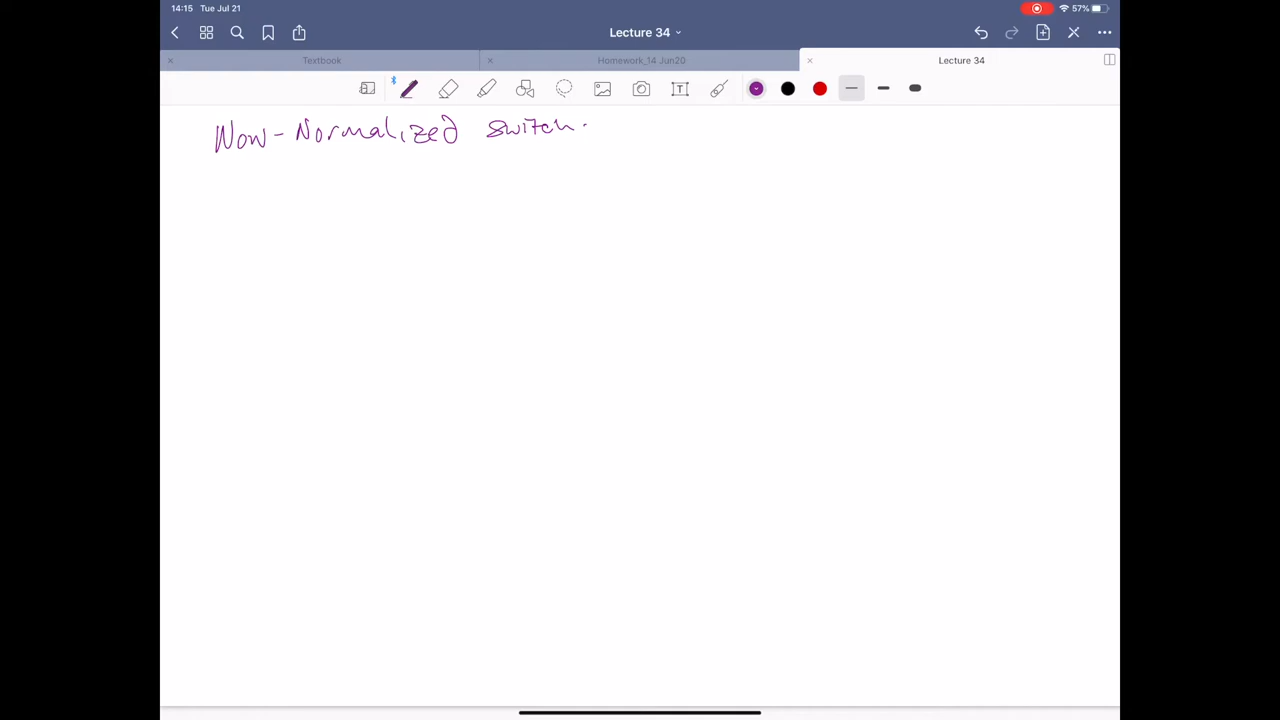 14:15 Tue Jul 21 57%
Lecture 34
Textbook Homework_14 Jun20 Lecture 34
T
Non-Normalized switch.